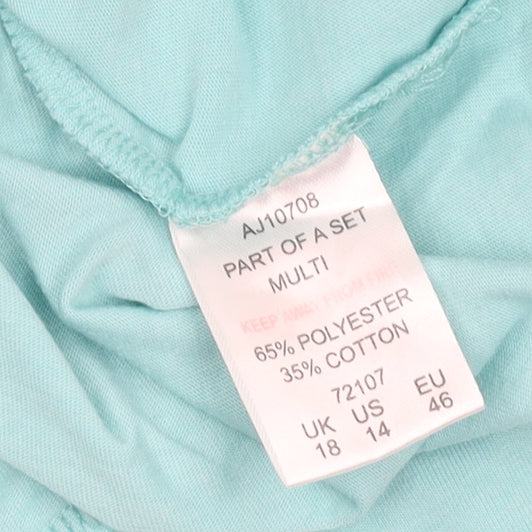 AJ10708
PART OF A SET
MULTI
KEEP AWAY FROM FIRE
65% POLYESTER
35% COTTON
72107
UK US EU
18 14 46